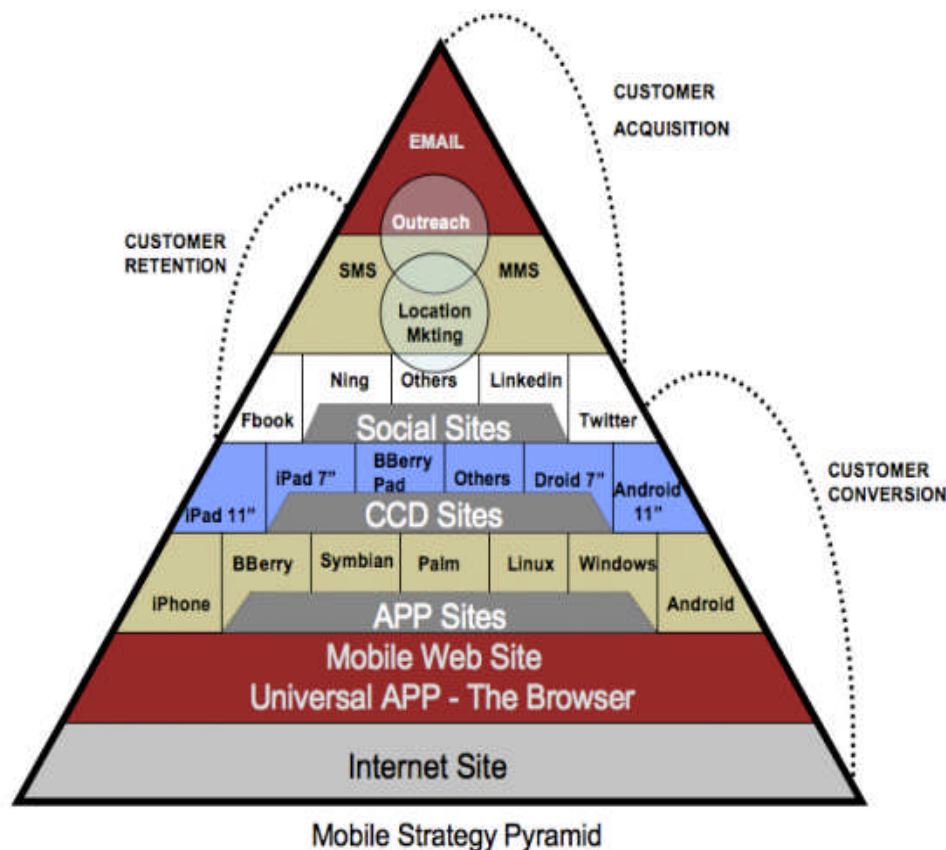 CUSTOMER
ACQUISITION
EMAIL
Outreach
CUSTOMER
RETENTION
SMS
MMS
Location
Mkting
Ning
Others
Linkedin
Fbook
Twitter
Social Sites
CUSTOMER
CONVERSION
iPad 11”
iPad 7”
BBerry
Pad
Others
Droid 7”
Android
11”
CCD Sites
iPhone
BBerry
Symbian
Palm
Linux
Windows
Android
APP Sites
Mobile Web Site
Universal APP - The Browser
Internet Site
Mobile Strategy Pyramid